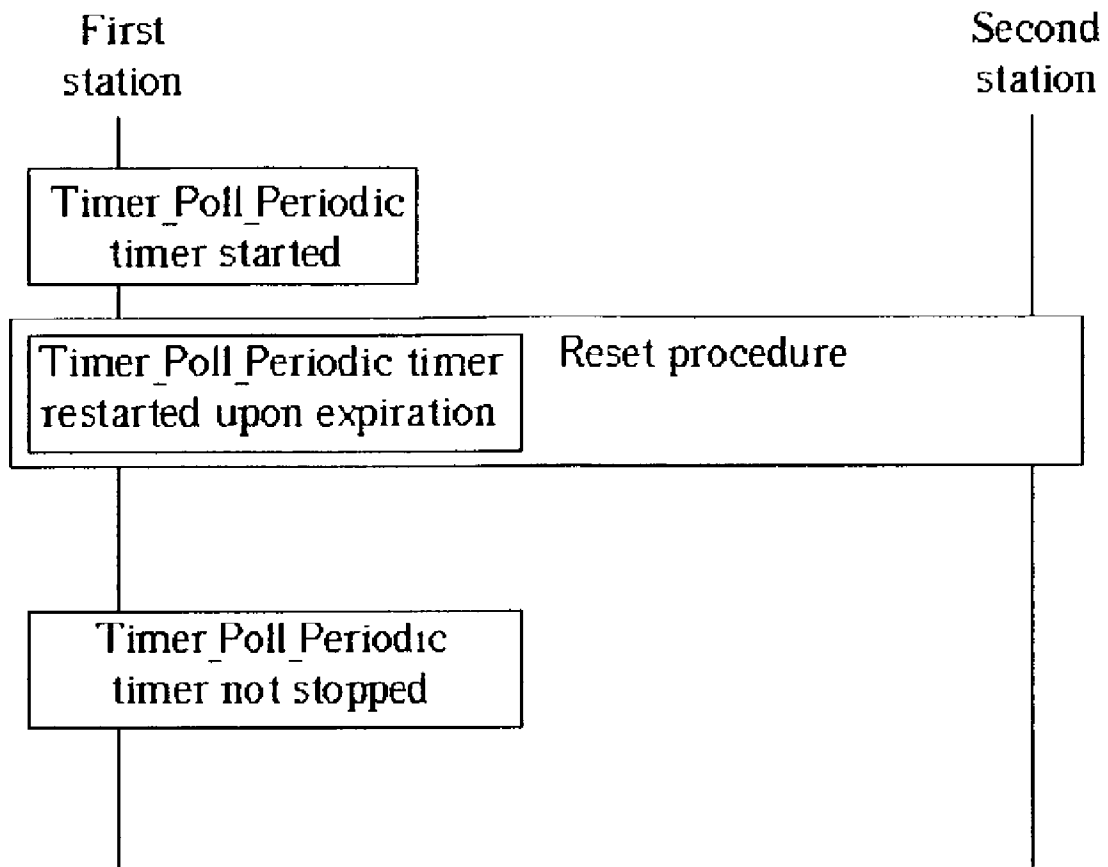 First
station
Second
station
Timer_Poll_Periodic
timer started
Timer_Poll_Periodic timer
restarted upon expiration
Reset procedure
Timer_Poll_Periodic
timer not stopped